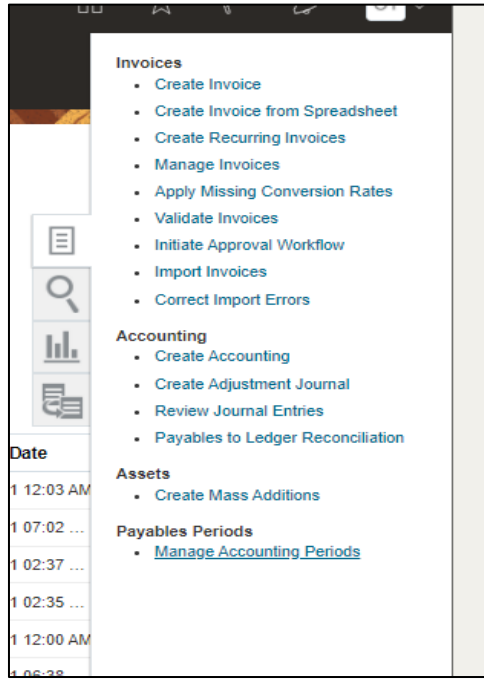 Invoices
Create Invoice
Create Invoice from Spreadsheet
Create Recurring Invoices
Manage Invoices
Apply Missing Conversion Rates
Validate Invoices
Initiate Approval Workflow
Import Invoices
Correct Import Errors
Accounting
Create Accounting
Create Adjustment Journal
Review Journal Entries
Payables to Ledger Reconciliation
Date
Assets
1 12:03 AM
Create Mass Additions
1 07:02 ...
Payables Periods
1 02:37 ...
Manage Accounting Periods
1 02:35 ...
1 12:00 AM